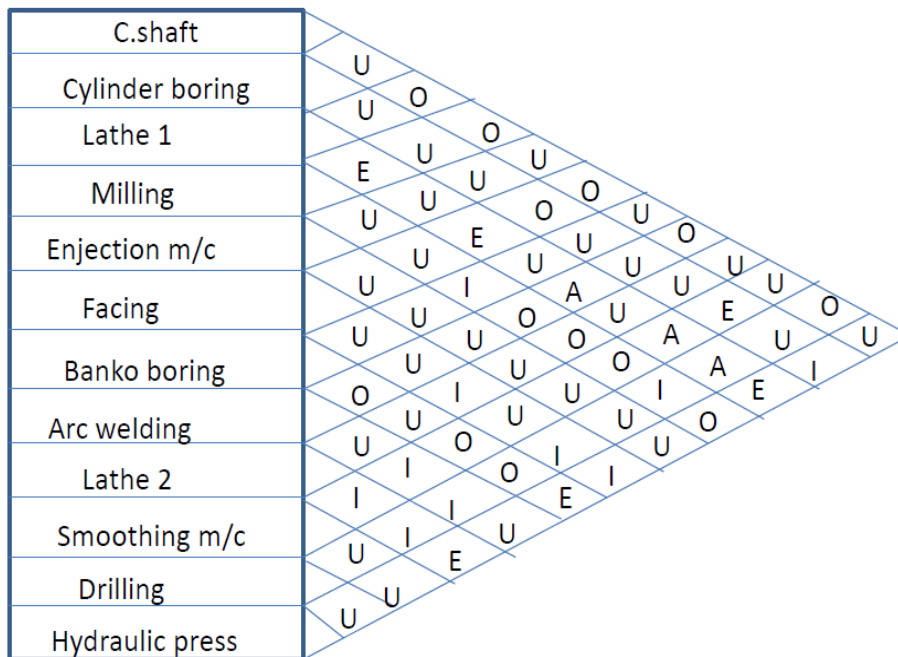 C.shaft
U
Cylinder boring U O
Lathe 1 O
U U
E U
Milling U O O U
U E U O
Enjection m/c U U U U
U I A U U
Facing U O U E O
U U O A U U
Banko boring U U O A I
O I U I E
Arc welding U U U O
U O I U
Lathe 2 I O I
I I E
Smoothing m/c I U
U E
Drilling U
U
Hydraulic press